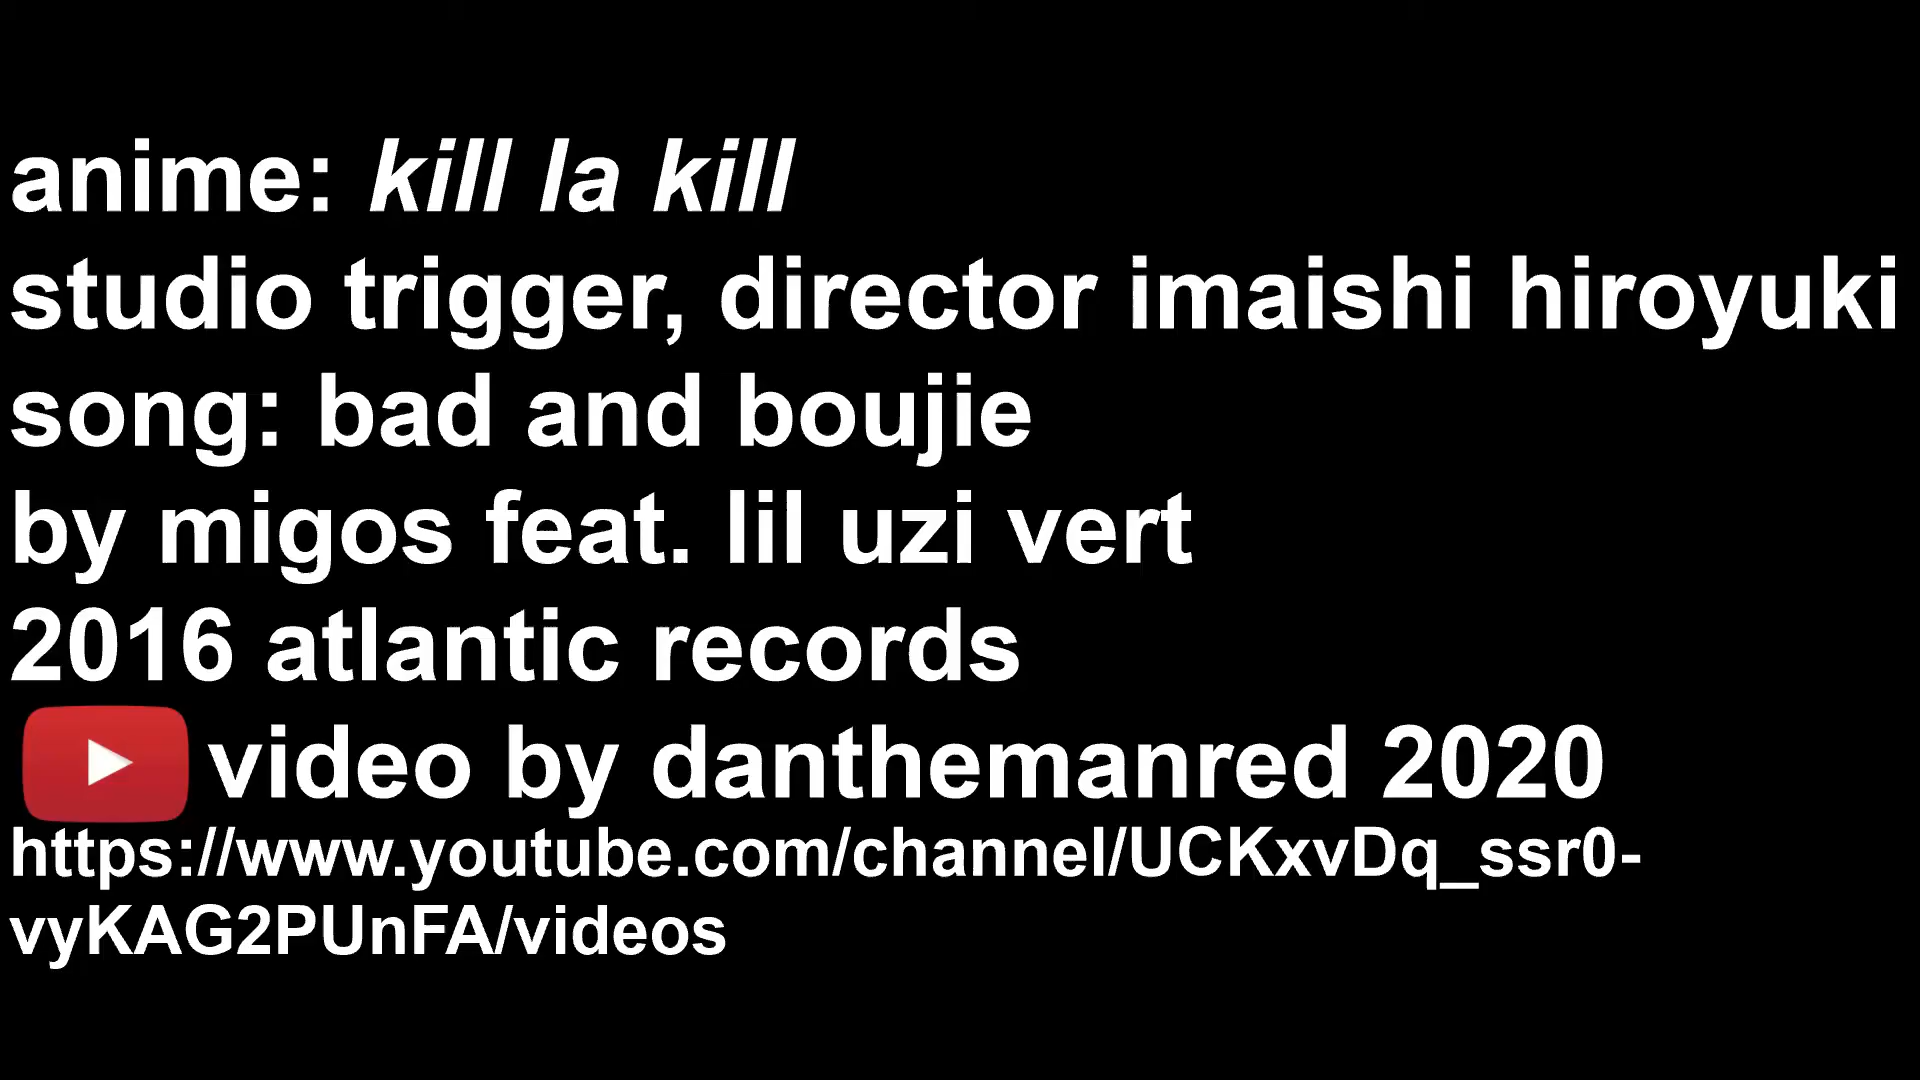 anime: kill la kill
studio trigger, director imaishi hiroyuki
song: bad and boujie
by migos feat. lil uzi vert
2016 atlantic records
video by danthemanred 2020
https://www.youtube.com/channel/UCKxvDq_ssr0-
vyKAG2PUnFA/videos